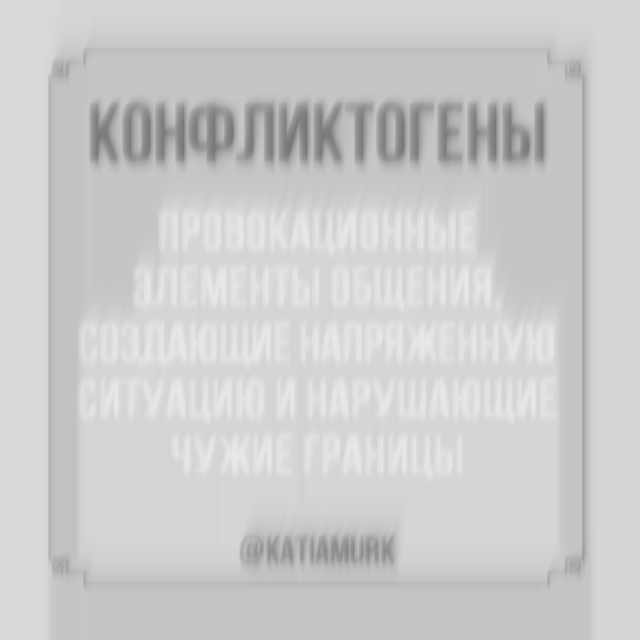 КОНФЛИКТОГЕНЫ
ПРОВОКАЦИОННЫЕ
ЭЛЕМЕНТЫ ОБЩЕНИЯ,
СОЗДАЮЩИЕ НАПРЯЖЕННУЮ
СИТУАЦИЮ И НАРУШАЮЩИЕ
ЧУЖИЕ ГРАНИЦЫ
@KATIAMURK